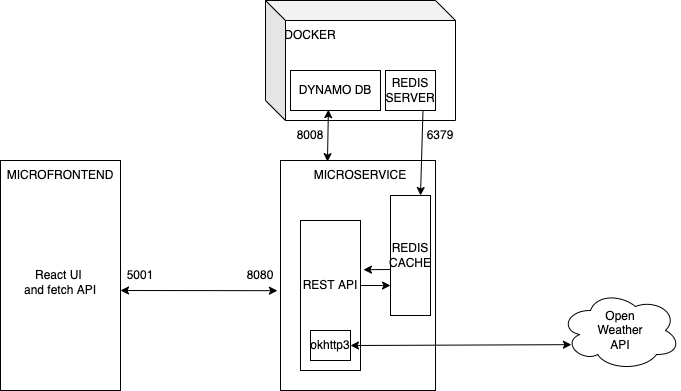 DOCKER
DYNAMO DB
REDIS
SERVER
8008
6379
MICROFRONTEND
MICROSERVICE
React UI
and fetch API
5001
8080
REST API
REDIS
CACHE
okhttp3
Open
Weather
API